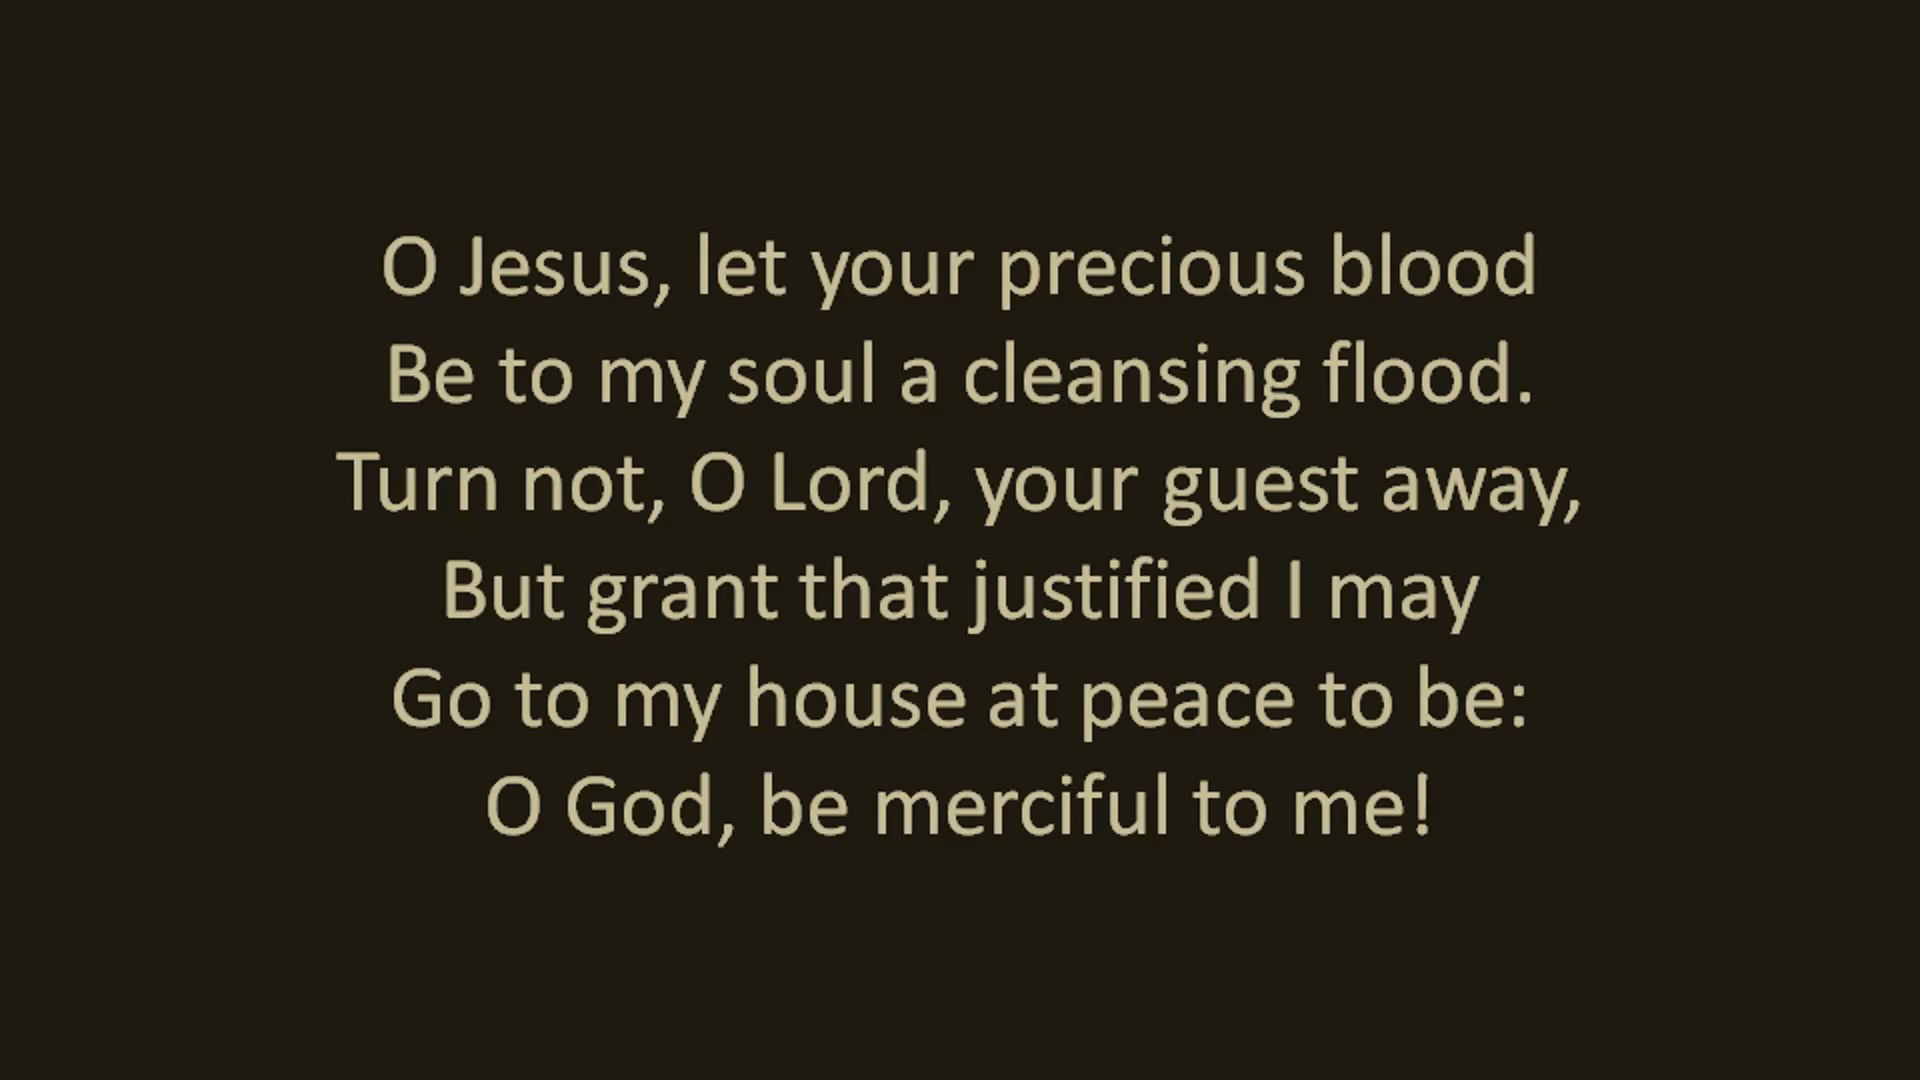 O Jesus, let your precious blood
Be to my soul a cleansing flood.
Turn not, O Lord, your guest away,
But grant that justified I may
Go to my house at peace to be:
O God, be merciful to me!